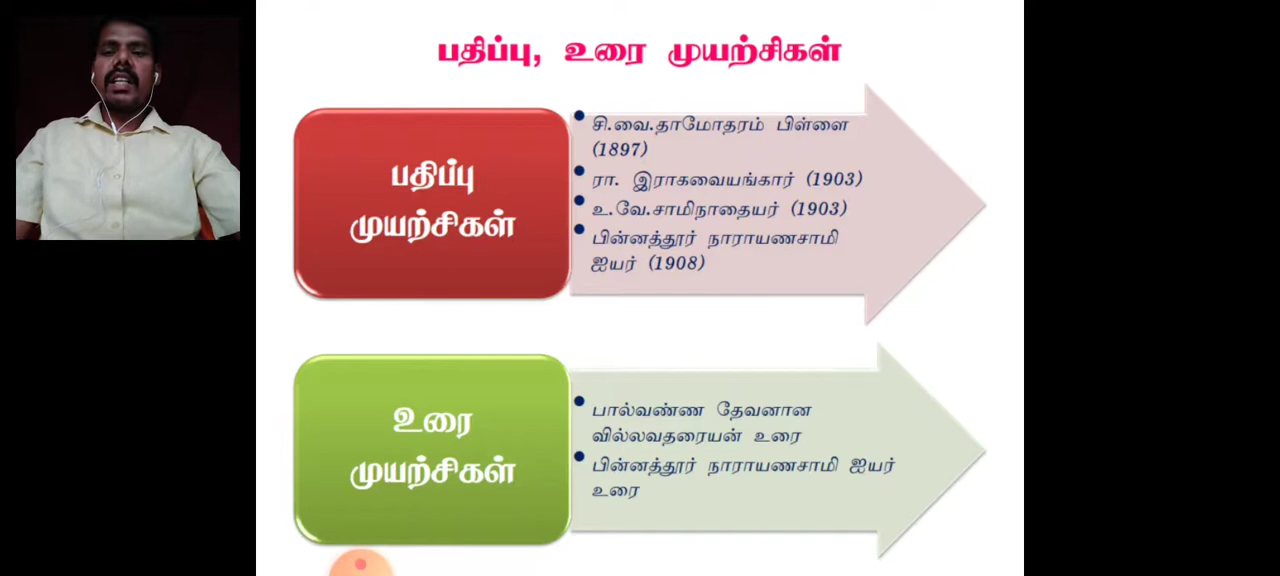 பதிப்பு, உரை முயற்சிகள்
பதிப்பு
முயற்சிகள்
• சி.வை.தாமோதரம் பிள்ளை
(1897)
• ரா. இராகவையங்கார் (1903)
• உ.வே.சாமிநாதையர் (1903)
• பின்னத்தூர் நாராயணசாமி
ஐயர் (1908)
உரை
முயற்சிகள்
• பால்வண்ண தேவனான
வில்லவதரையன் உரை
• பின்னத்தூர் நாராயணசாமி ஐயர்
உரை